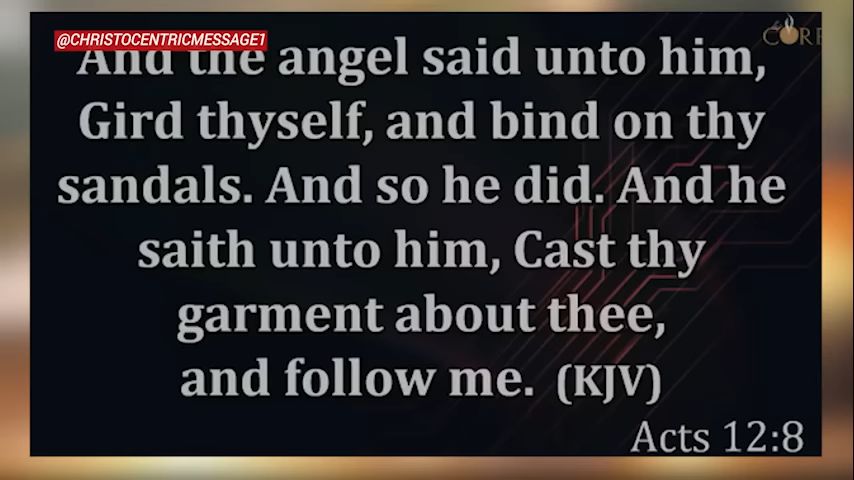 @CHRISTOCENTRICMESSAGE1
And the angel said unto him,
Gird thyself, and bind on thy
sandals. And so he did. And he
saith unto him, Cast thy
garment about thee,
and follow me. (KJV)
Acts 12:8